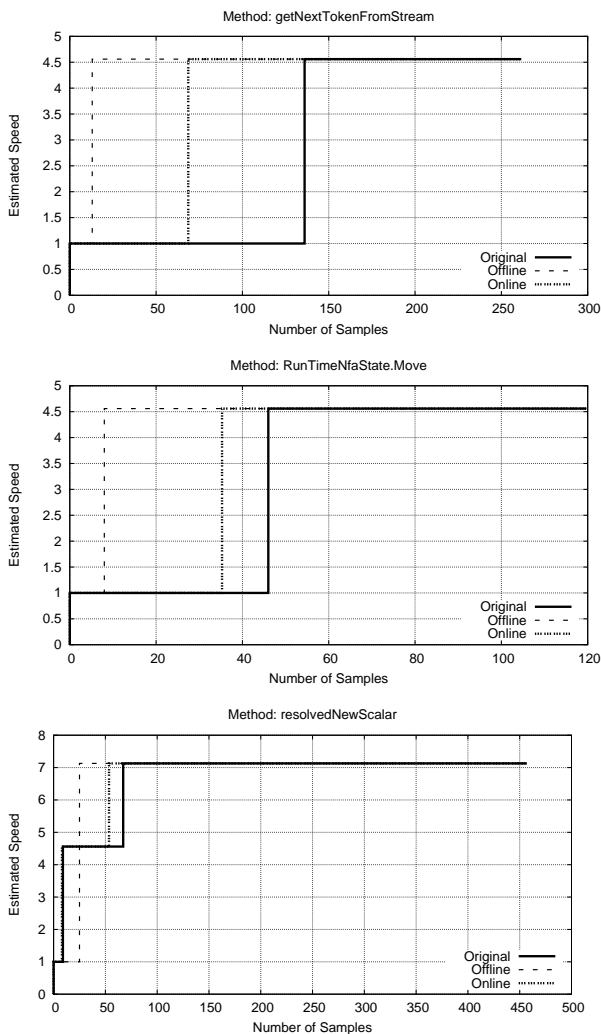 Method: getNextTokenFromStream
5
4.5
4
3.5
3
2.5
2
1.5
1
0.5
0
Estimated Speed
Original
Offline
Online
0 50 100 150 200 250 300
Number of Samples
Method: RunTimeNfaState.Move
5
4.5
4
3.5
3
2.5
2
1.5
1
0.5
0
Estimated Speed
Original
Offline
Online
0 20 40 60 80 100 120
Number of Samples
Method: resolvedNewScalar
8
7
6
5
4
3
2
1
0
Estimated Speed
Original
Offline
Online
0 50 100 150 200 250 300 350 400 450 500
Number of Samples